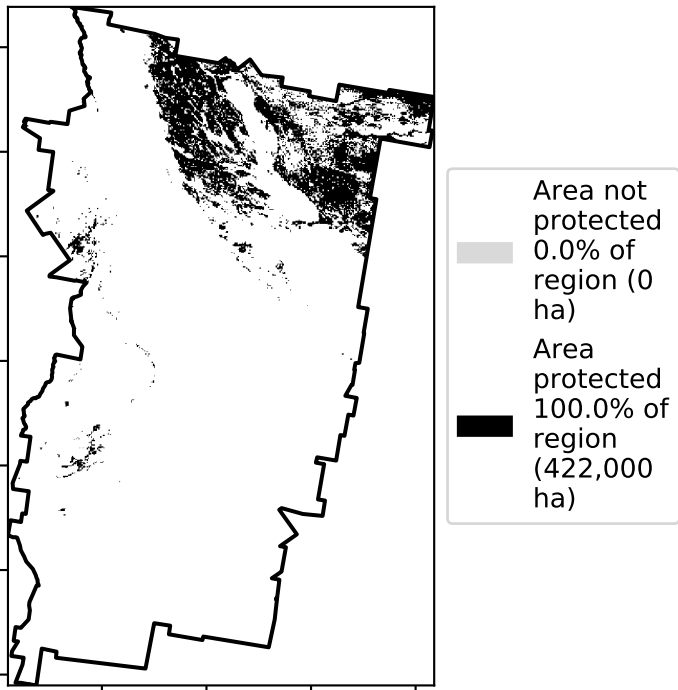 Area not
protected
0.0% of
region (0
ha)
Area
protected
100.0% of
region
(422,000
ha)